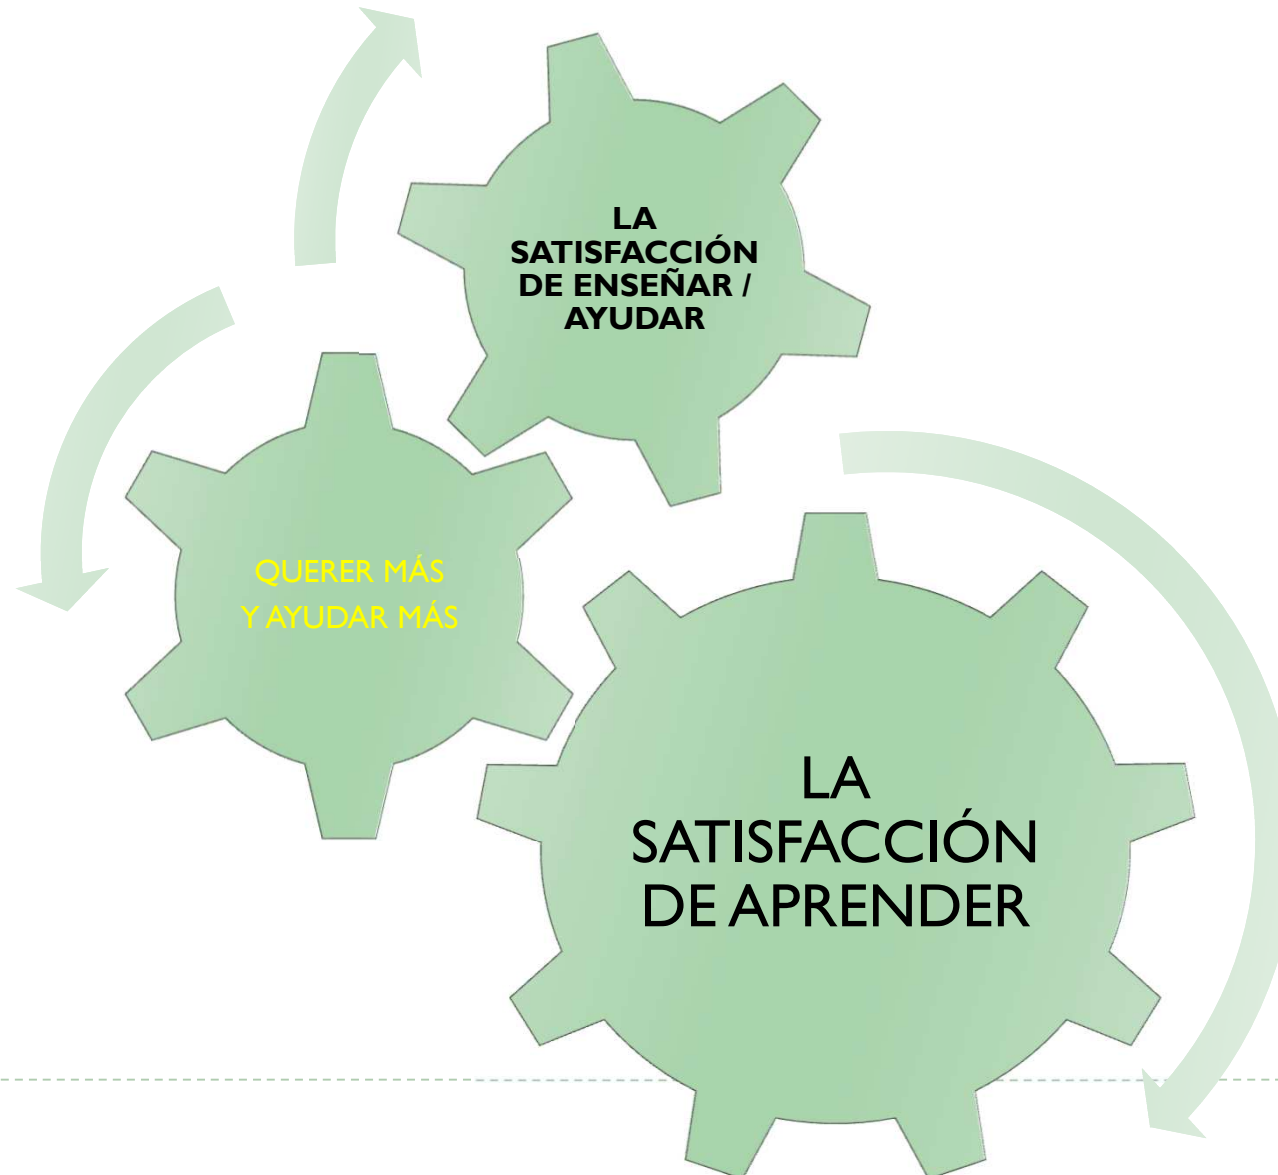 LA
SATISFACCIÓN
DE ENSEÑAR /
AYUDAR
QUERER MÁS
Y AYUDAR MÁS
LA
SATISFACCIÓN
DE APRENDER